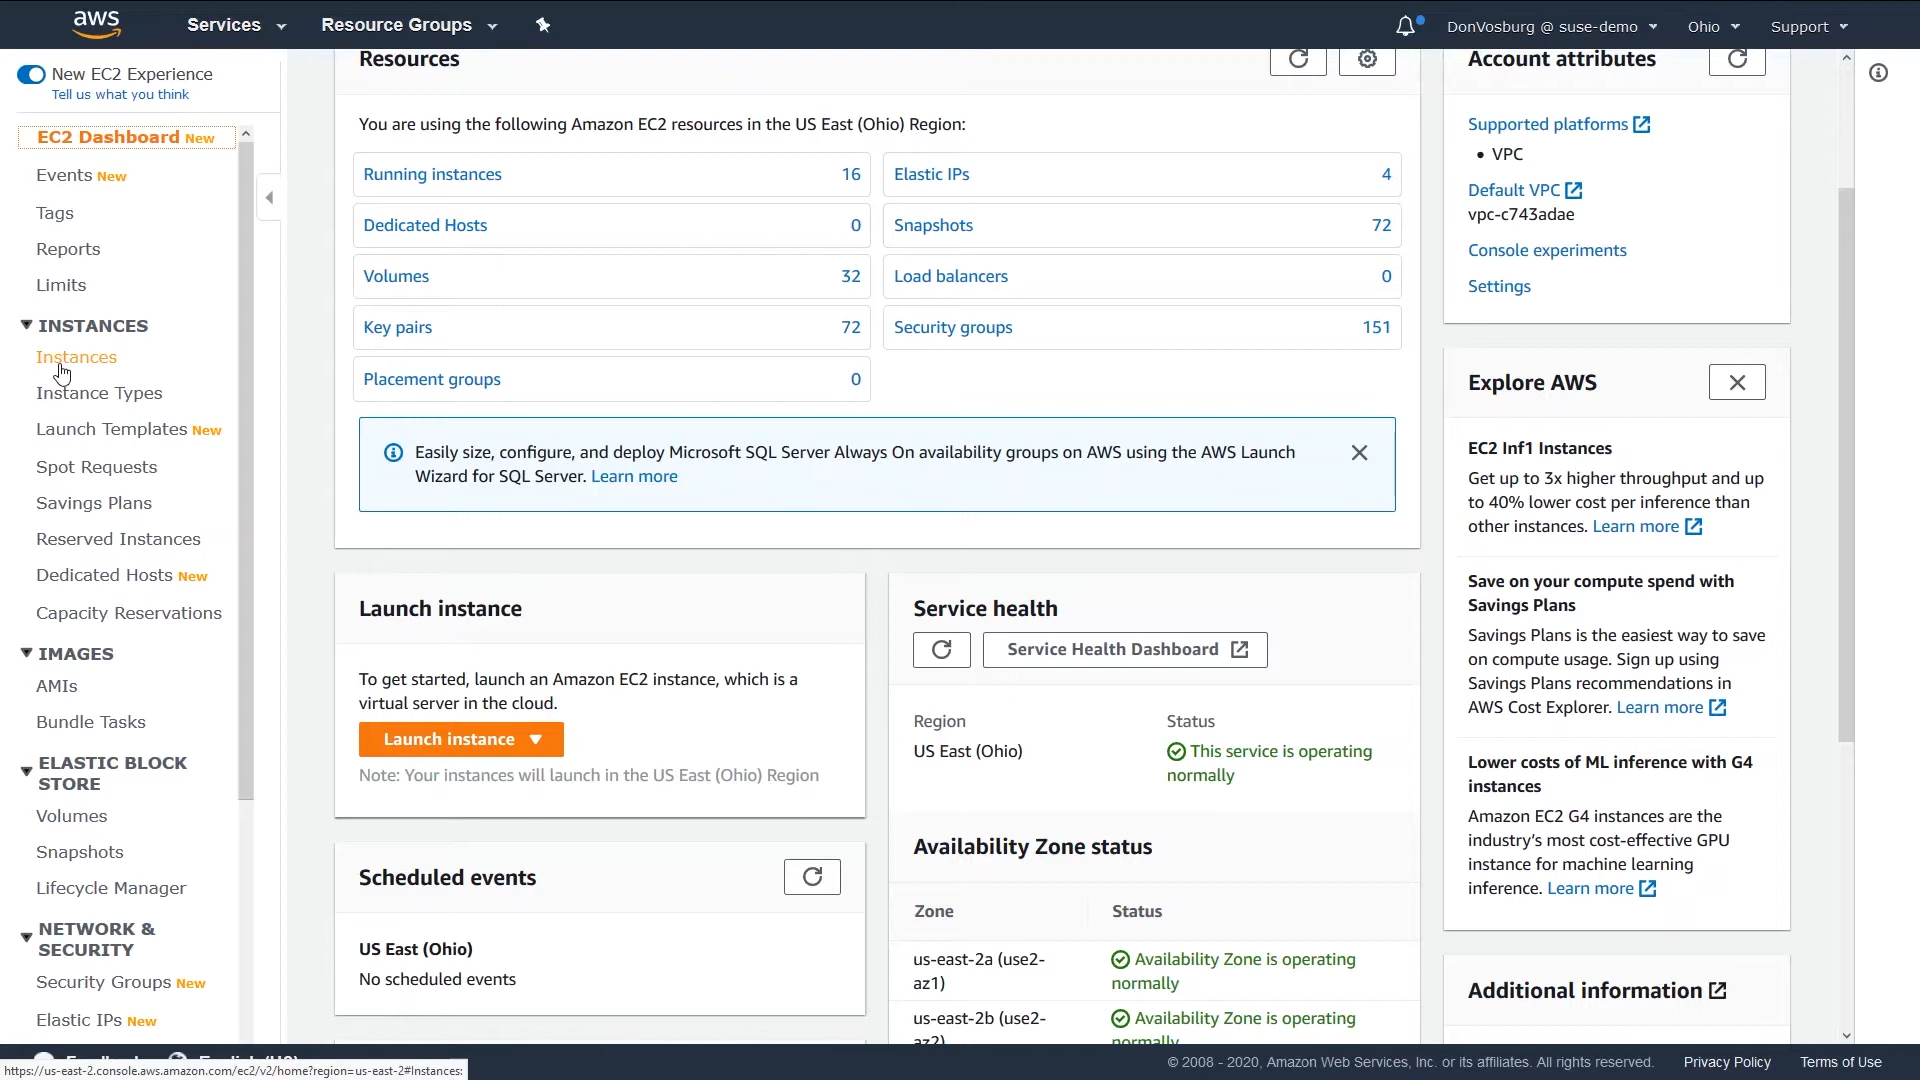 aws
Services
Resource Groups
DonVosburg @ suse-demo
Ohio
Support
New EC2 Experience
Tell us what you think
EC2 Dashboard New
Events New
Tags
Reports
Limits
INSTANCES
Instances
Instance Types
Launch Templates New
Spot Requests
Savings Plans
Reserved Instances
Dedicated Hosts New
Capacity Reservations
IMAGES
AMIs
Bundle Tasks
ELASTIC BLOCK
STORE
Volumes
Snapshots
Lifecycle Manager
NETWORK &
SECURITY
Security Groups New
Elastic IPs New
Resources
You are using the following Amazon EC2 resources in the US East (Ohio) Region:
Running instances 16
Elastic IPs 4
Dedicated Hosts 0
Snapshots 72
Volumes 32
Load balancers 0
Key pairs 72
Security groups 151
Placement groups 0
Easily size, configure, and deploy Microsoft SQL Server Always On availability groups on AWS using the AWS Launch
Wizard for SQL Server. Learn more
Launch instance
To get started, launch an Amazon EC2 instance, which is a
virtual server in the cloud.
Launch instance
Note: Your instances will launch in the US East (Ohio) Region
Scheduled events
US East (Ohio)
No scheduled events
Service health
Service Health Dashboard
Region
Status
US East (Ohio)
This service is operating
normally
Availability Zone status
Zone
Status
us-east-2a (use2-
az1)
Availability Zone is operating
normally
us-east-2b (use2-
az2)
Availability Zone is operating
normally
Account attributes
Supported platforms
• VPC
Default VPC
vpc-c743adae
Console experiments
Settings
Explore AWS
EC2 Inf1 Instances
Get up to 3x higher throughput and up
to 40% lower cost per inference than
other instances. Learn more
Save on your compute spend with
Savings Plans
Savings Plans is the easiest way to save
on compute usage. Sign up using
Savings Plans recommendations in
AWS Cost Explorer. Learn more
Lower costs of ML inference with G4
instances
Amazon EC2 G4 instances are the
industry's most cost-effective GPU
instance for machine learning
inference. Learn more
Additional information
https://us-east-2.console.aws.amazon.com/ec2/v2/home?region=us-east-2#Instances:
© 2008 - 2020, Amazon Web Services, Inc. or its affiliates. All rights reserved.
Privacy Policy
Terms of Use